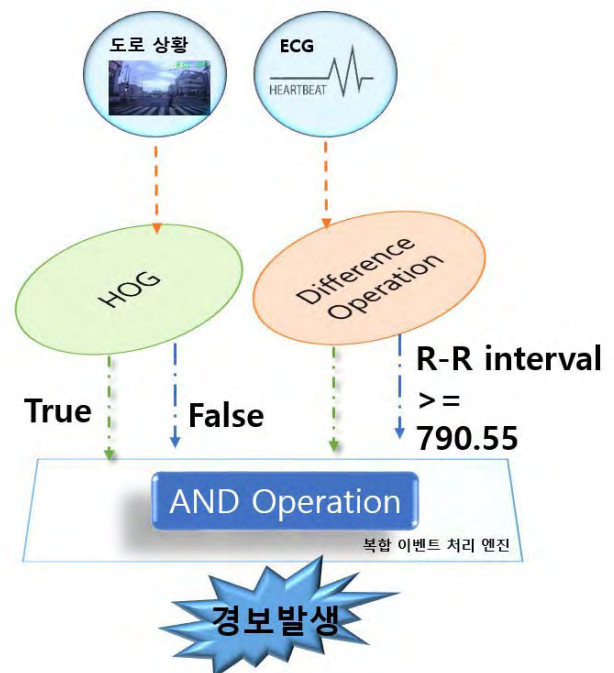 도로 상황
ECG
HEARTBEAT
HOG
Difference
Operation
True
False
R-R interval
>=
790.55
AND Operation
복합 이벤트 처리 엔진
경보발생